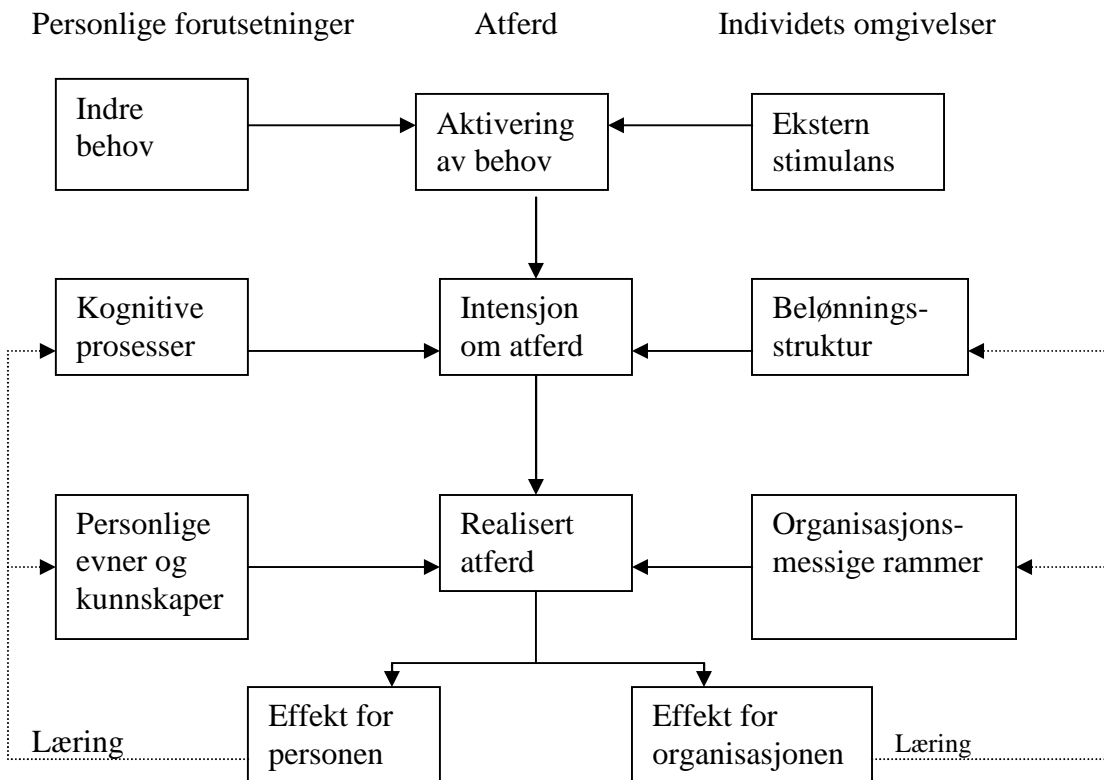 Personlige forutsetninger
Atferd
Individets omgivelser
Indre
behov
Aktivering
av behov
Ekstern
stimulans
Kognitive
prosesser
Intensjon
om atferd
Belønnings-
struktur
Personlige
evner og
kunnskaper
Realisert
atferd
Organisasjons-
messige rammer
Læring
Effekt for
personen
Effekt for
organisasjonen
Læring